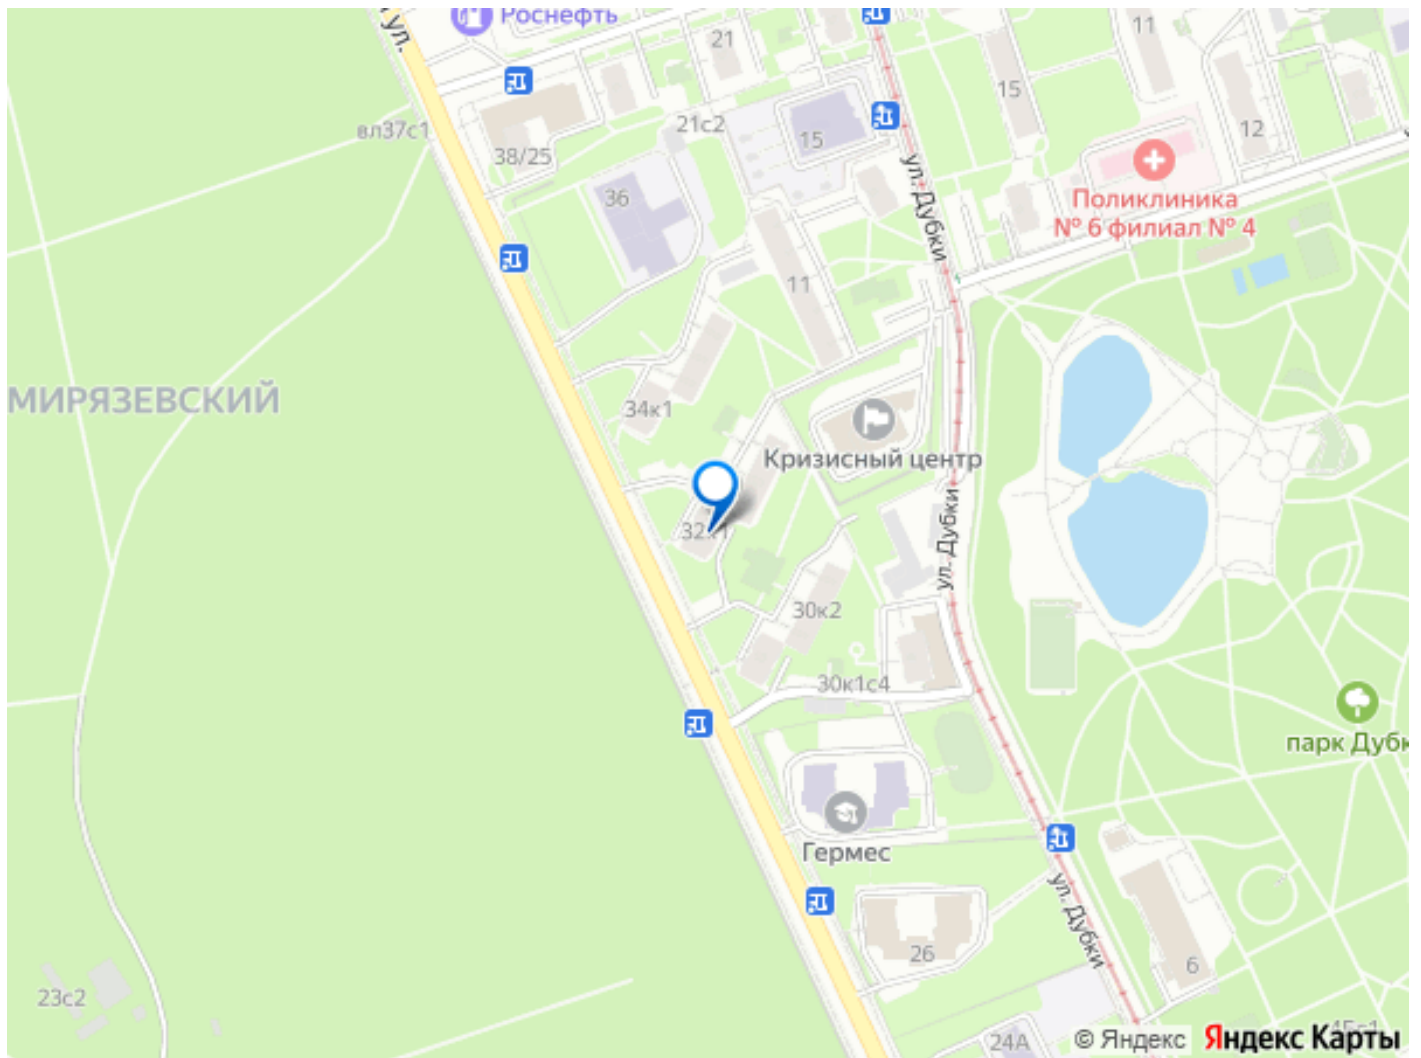 Роснефть
ул.
21
11
15
вл37с1
21с2
15
12
38/25
36
ул. Дубки
Поликлиника
№ 6 филиал № 4
11
МИРЯЗЕВСКИЙ
34к1
Кризисный центр
32к1
ул. Дубки
30к2
30к1с4
парк Дубк
Гермес
ул. Дубки
26
6
23с2
24А
© Яндекс
Яндекс Карты